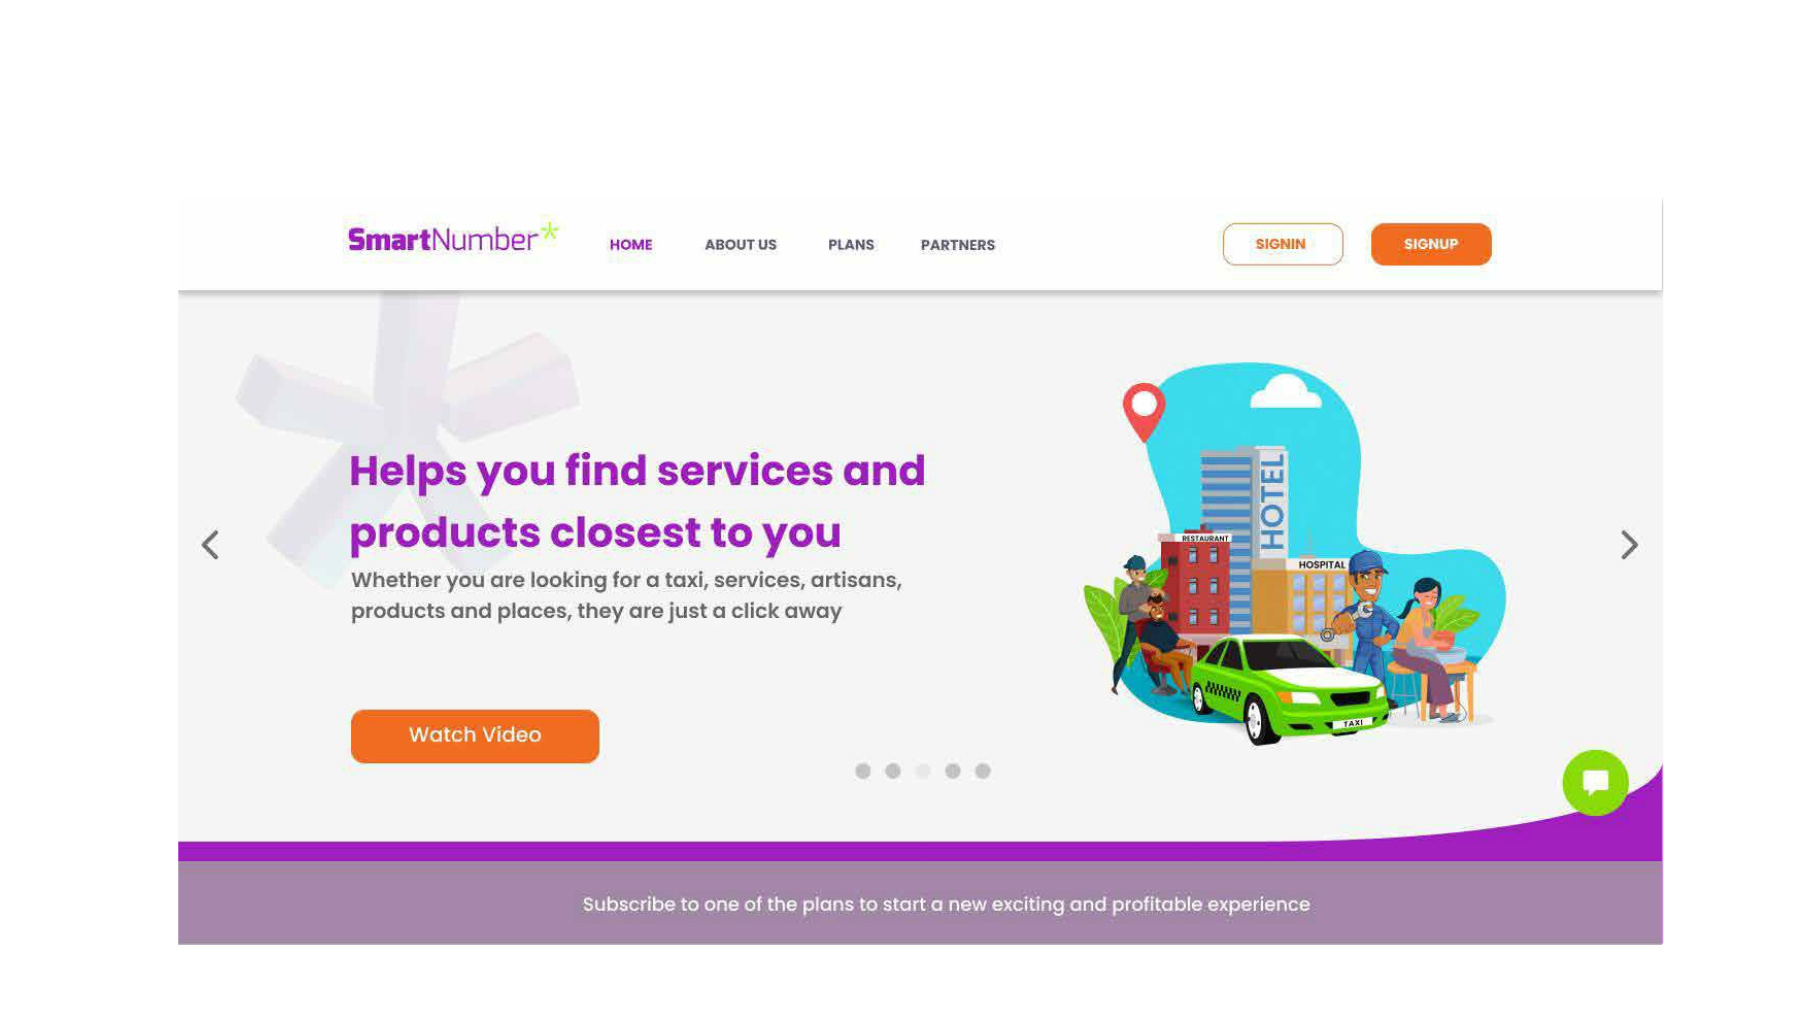 SmartNumber*
HOME ABOUT US PLANS PARTNERS
SIGNIN SIGNUP
Helps you find services and
products closest to you
Whether you are looking for a taxi, services, artisans,
products and places, they are just a click away
Watch Video
HOTEL
RESTAURANT
HOSPITAL
TAXI
Subscribe to one of the plans to start a new exciting and profitable experience